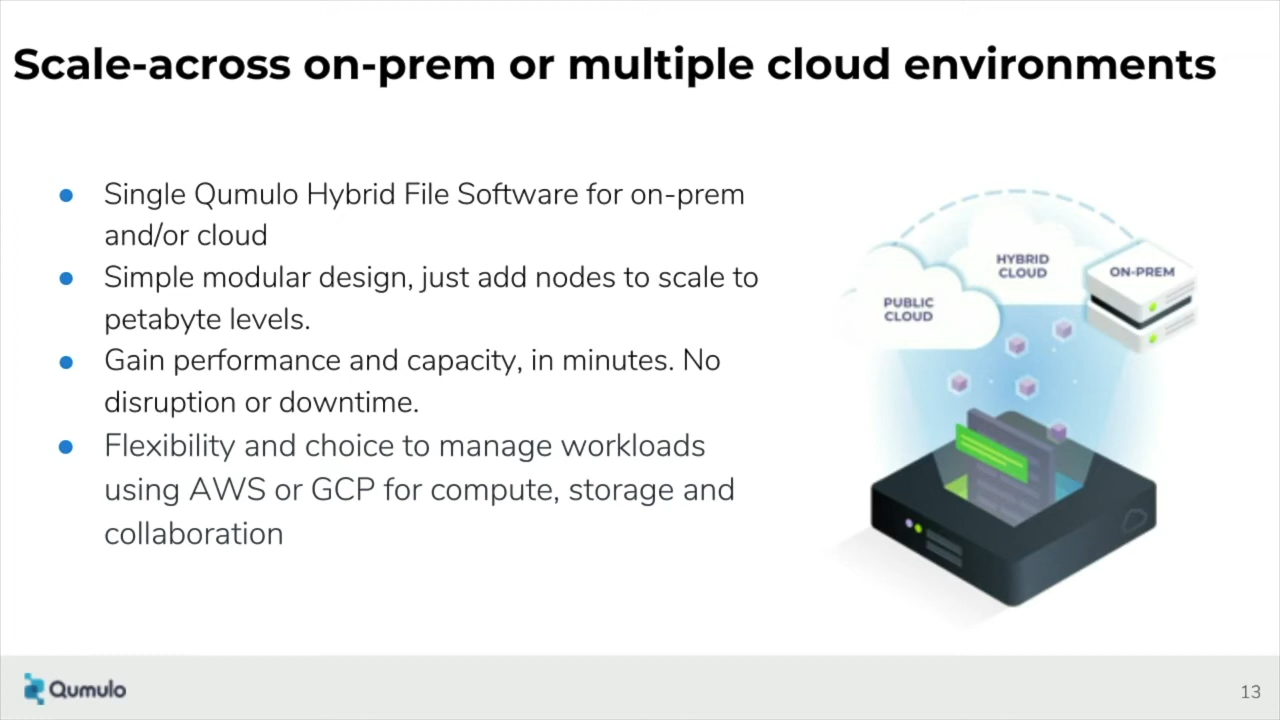 Scale-across on-prem or multiple cloud environments
● Single Qumulo Hybrid File Software for on-prem
and/or cloud
● Simple modular design, just add nodes to scale to
petabyte levels.
● Gain performance and capacity, in minutes. No
disruption or downtime.
● Flexibility and choice to manage workloads
using AWS or GCP for compute, storage and
collaboration
HYBRID
CLOUD
ON-PREM
PUBLIC
CLOUD
Qumulo
13